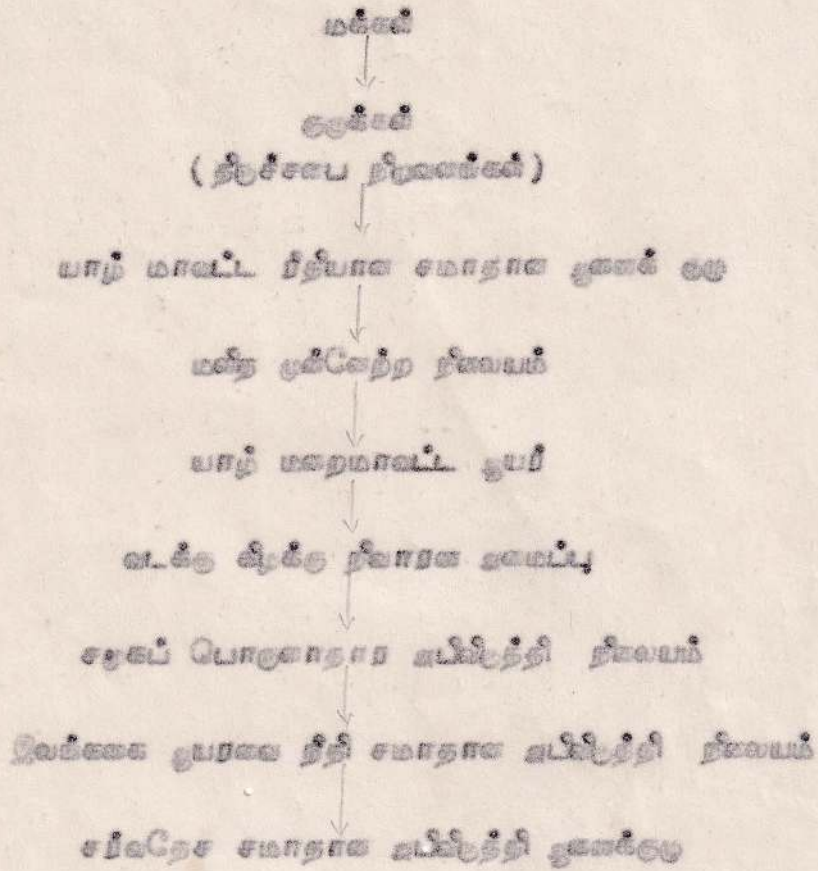 மக்கள்
குருக்கள்
(திருச்சபை நிறுவனங்கள்)
யாழ் மாவட்ட ரீதியான சமாதான ஆணைக் குழு
மனித முன்னேற்ற நிலையம்
யாழ் மறைமாவட்ட ஆயர்
வடக்கு கிழக்கு நிவாரண அமைப்பு
சமூகப் பொருளாதார அபிவிருத்தி நிலையம்
இலங்கை ஆயரவை நீதி சமாதான அபிவிருத்தி நிலையம்
சர்வதேச சமாதான அபிவிருத்தி ஆணைக்குழு